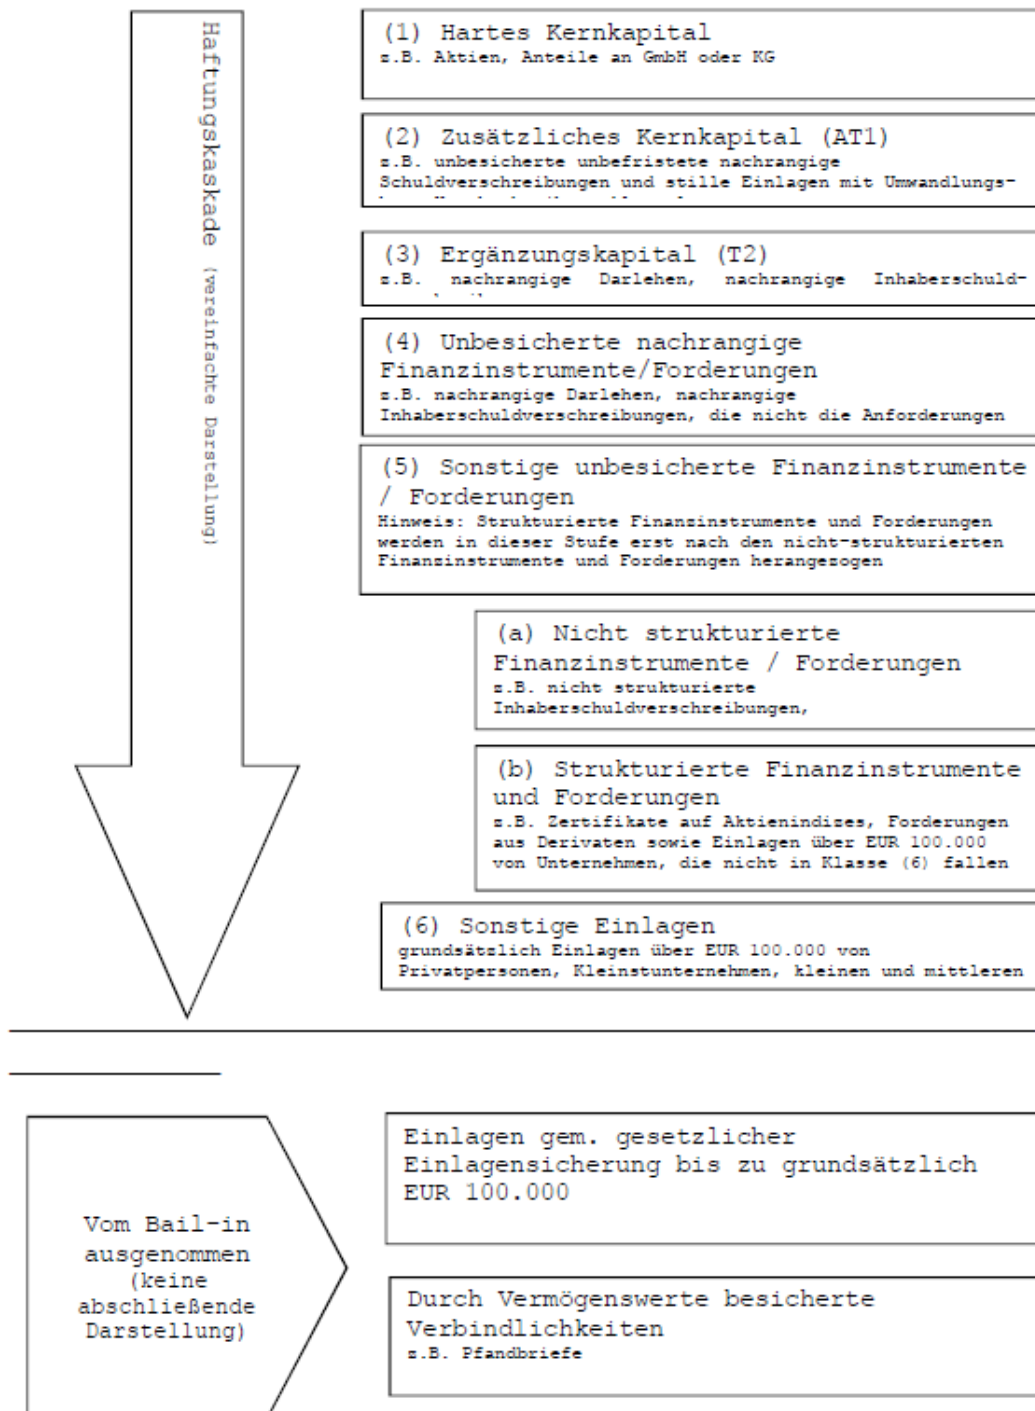 Haftungskaskade (vereinfachte Darstellung)
(1) Hartes Kernkapital
z.B. Aktien, Anteile an GmbH oder KG
(2) Zusätzliches Kernkapital (AT1)
z.B. unbesicherte unbefristete nachrangige
Schuldverschreibungen und stille Einlagen mit Umwandlungs-
(3) Ergänzungskapital (T2)
z.B. nachrangige Darlehen, nachrangige Inhaberschuld-
(4) Unbesicherte nachrangige
Finanzinstrumente/Forderungen
z.B. nachrangige Darlehen, nachrangige
Inhaberschuldverschreibungen, die nicht die Anforderungen
(5) Sonstige unbesicherte Finanzinstrumente
/ Forderungen
Hinweis: Strukturierte Finanzinstrumente und Forderungen
werden in dieser Stufe erst nach den nicht-strukturierten
Finanzinstrumente und Forderungen herangezogen
(a) Nicht strukturierte
Finanzinstrumente / Forderungen
z.B. nicht strukturierte
Inhaberschuldverschreibungen,
(b) Strukturierte Finanzinstrumente
und Forderungen
z.B. Zertifikate auf Aktienindizes, Forderungen
aus Derivaten sowie Einlagen über EUR 100.000
von Unternehmen, die nicht in Klasse (6) fallen
(6) Sonstige Einlagen
grundsätzlich Einlagen über EUR 100.000 von
Privatpersonen, Kleinstunternehmen, kleinen und mittleren
Vom Bail-in
ausgenommen
(keine
abschließende
Darstellung)
Einlagen gem. gesetzlicher
Einlagensicherung bis zu grundsätzlich
EUR 100.000
Durch Vermögenswerte besicherte
Verbindlichkeiten
z.B. Pfandbriefe